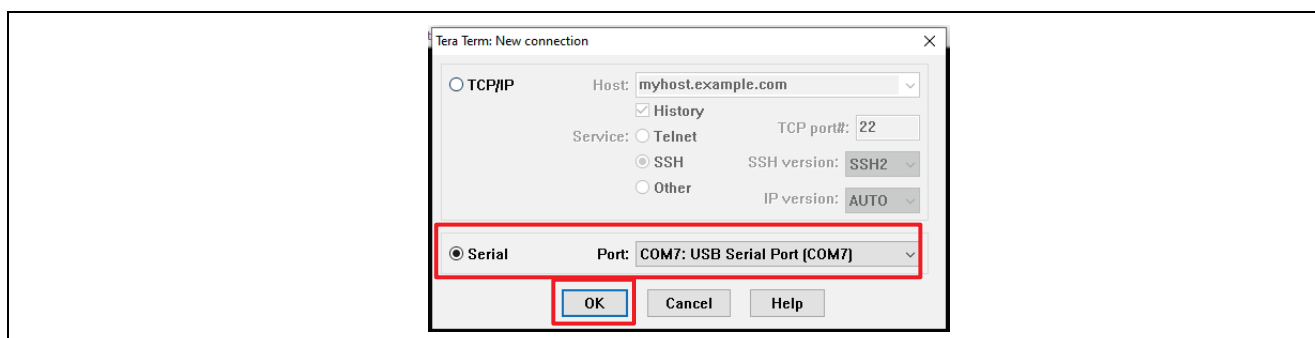 Tera Term: New connection
TCP/IP
Host: myhost.example.com
History
Service: Telnet
TCP port#: 22
SSH
SSH version: SSH2
Other
IP version: AUTO
Serial
Port: COM7: USB Serial Port (COM7)
OK
Cancel
Help